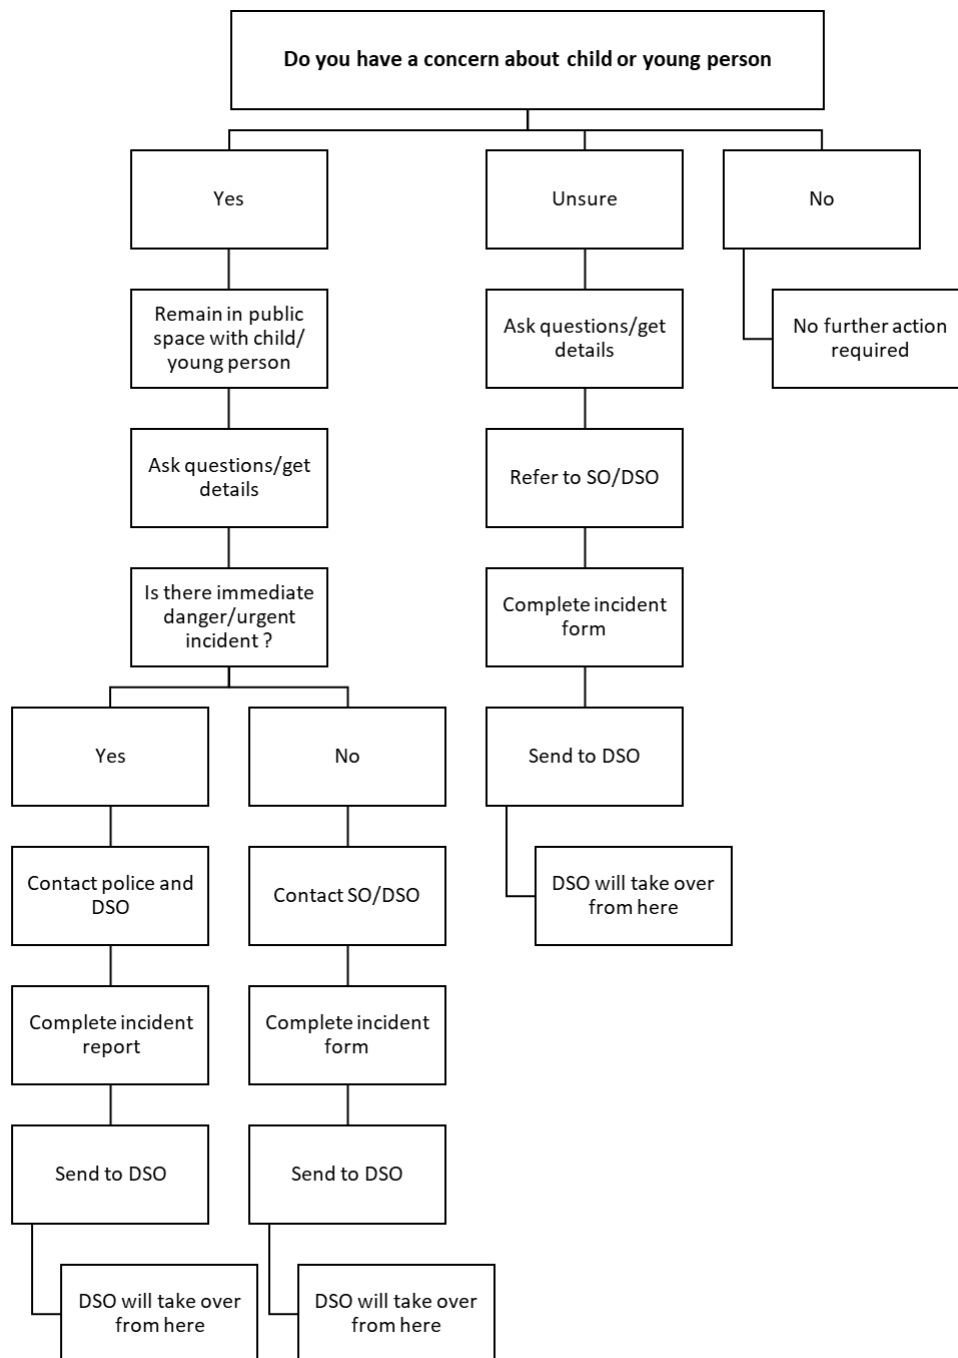 Do you have a concern about child or young person
Yes
Unsure
No
Remain in public
space with child/
young person
Ask questions/get
details
No further action
required
Ask questions/get
details
Refer to SO/DSO
Is there immediate
danger/urgent
incident ?
Complete incident
form
Yes
No
Send to DSO
Contact police and
DSO
Contact SO/DSO
DSO will take over
from here
Complete incident
report
Complete incident
form
Send to DSO
Send to DSO
DSO will take over
from here
DSO will take over
from here